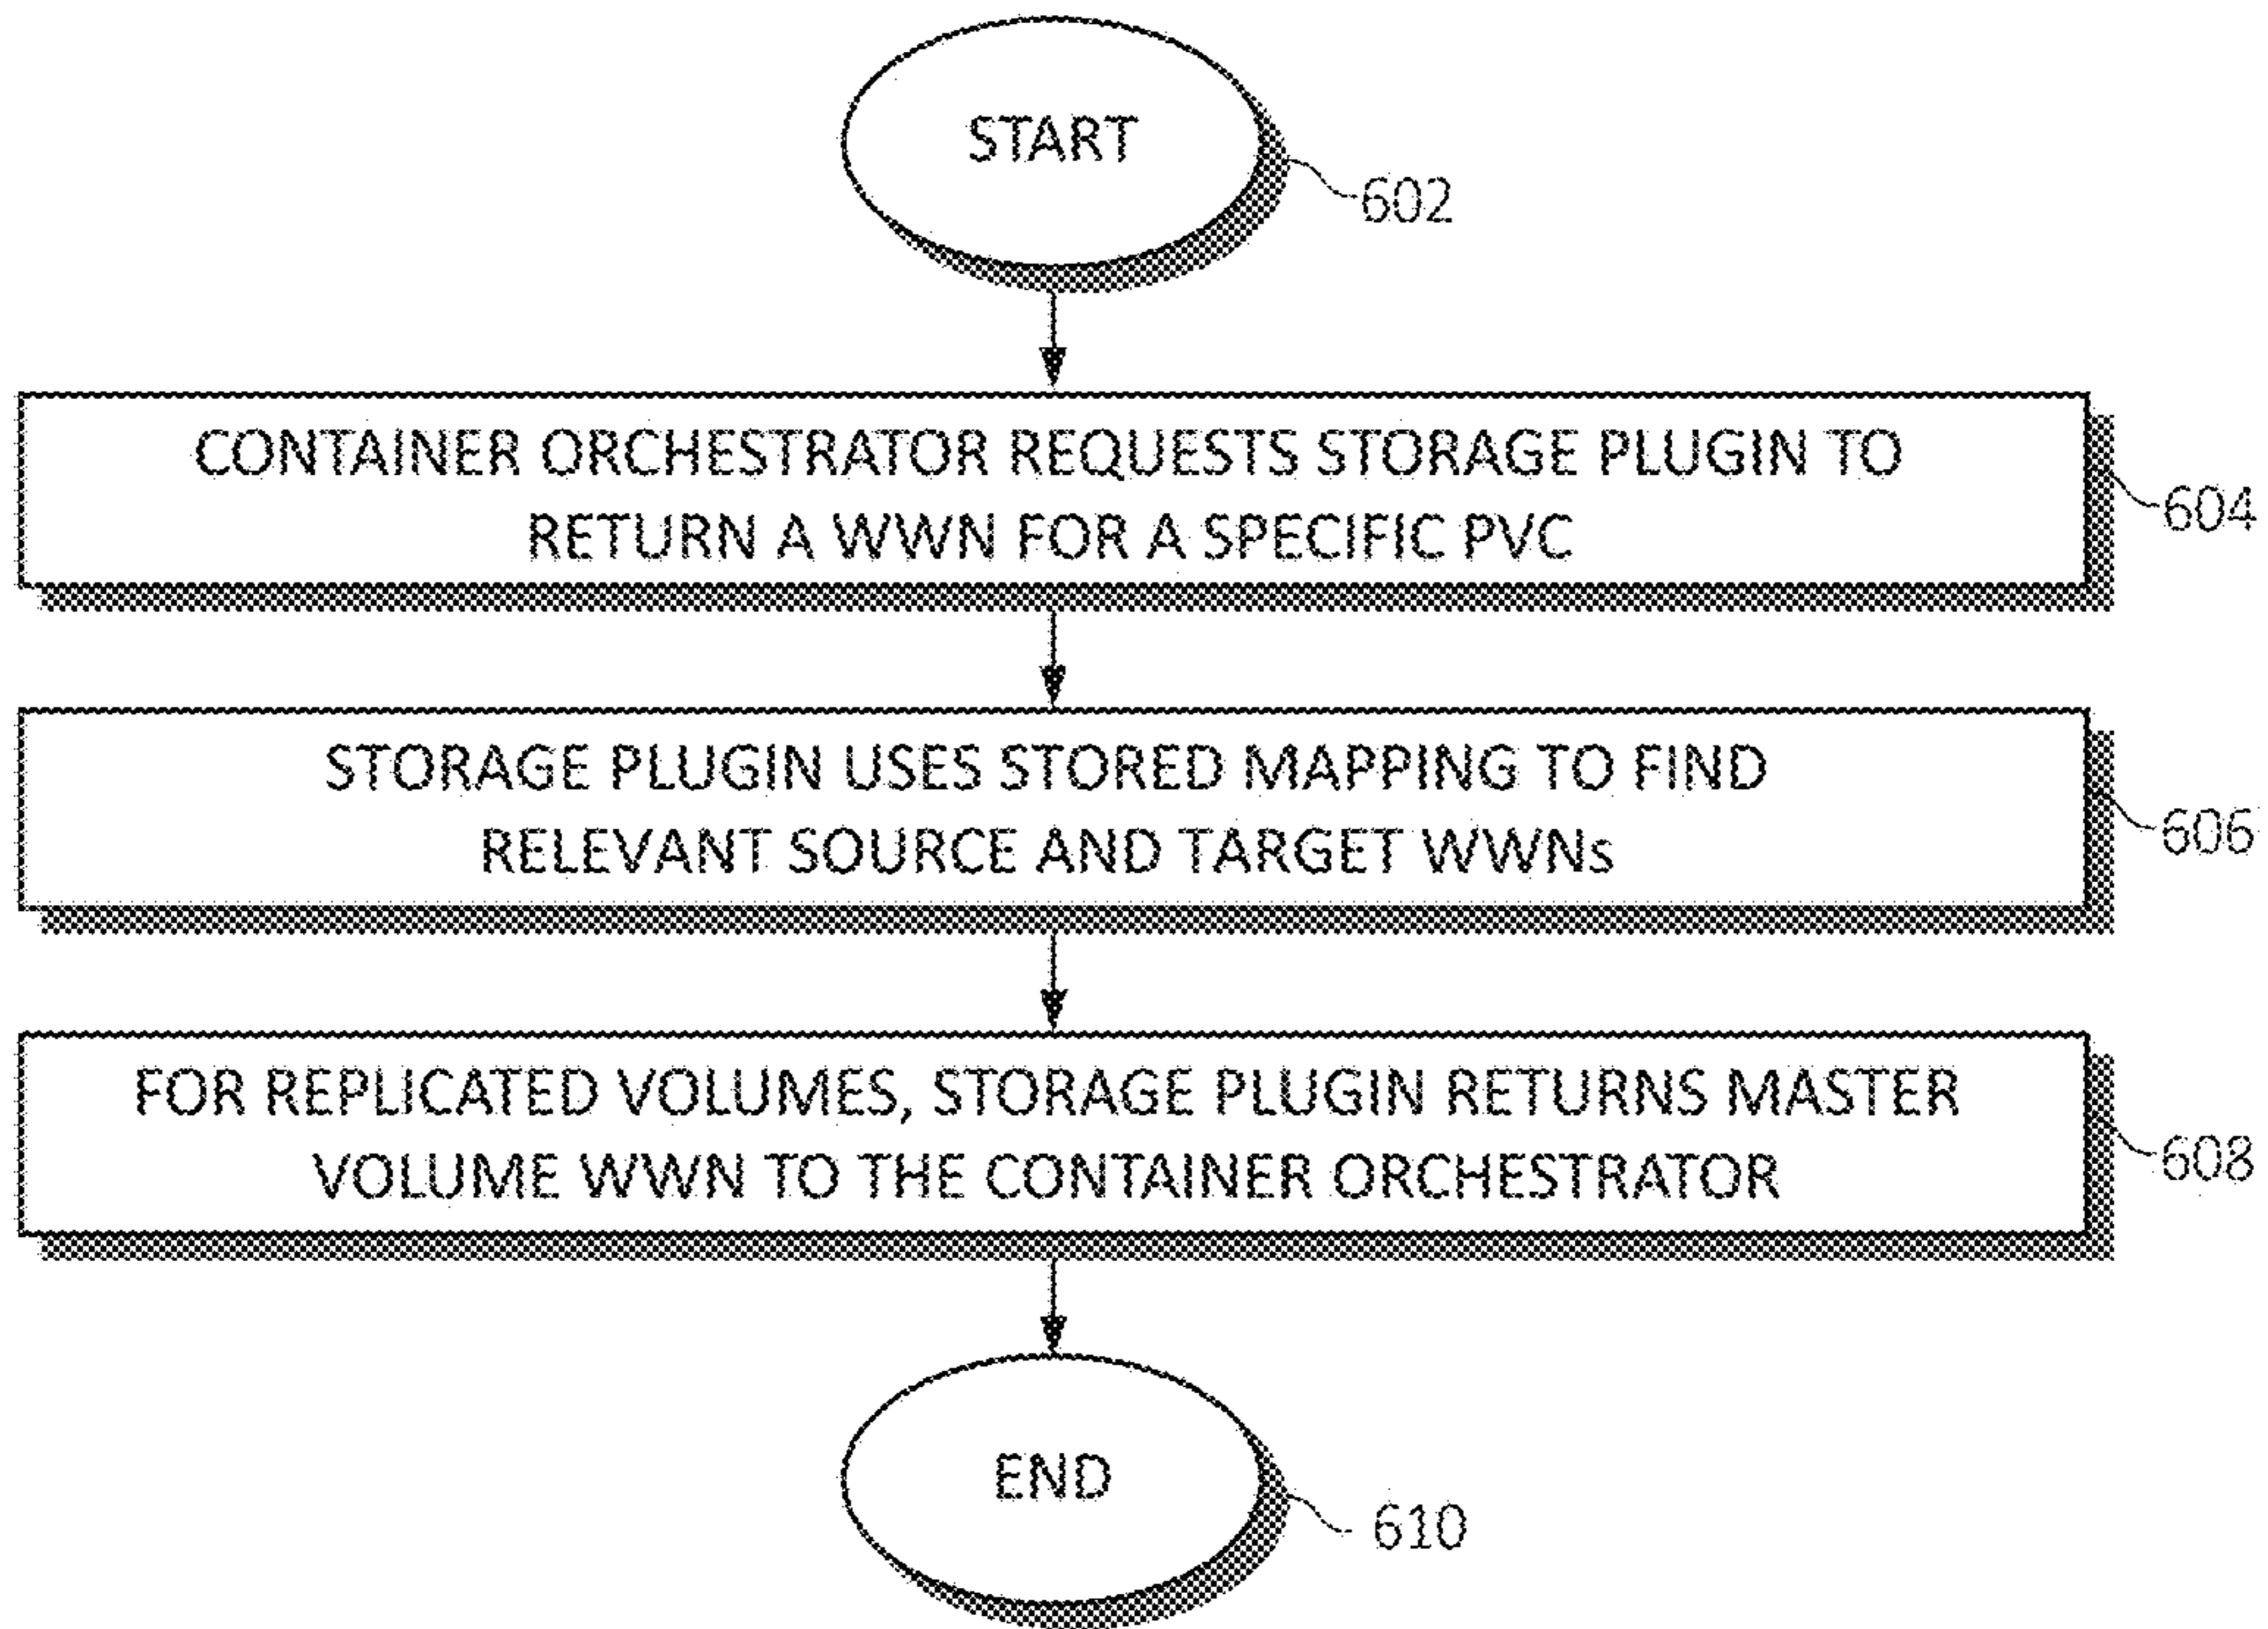 START
602
CONTAINER ORCHESTRATOR REQUESTS STORAGE PLUGIN TO
RETURN A WWN FOR A SPECIFIC PVC
604
STORAGE PLUGIN USES STORED MAPPING TO FIND
RELEVANT SOURCE AND TARGET WWNs
606
FOR REPLICATED VOLUMES, STORAGE PLUGIN RETURNS MASTER
VOLUME WWN TO THE CONTAINER ORCHESTRATOR
608
END
610